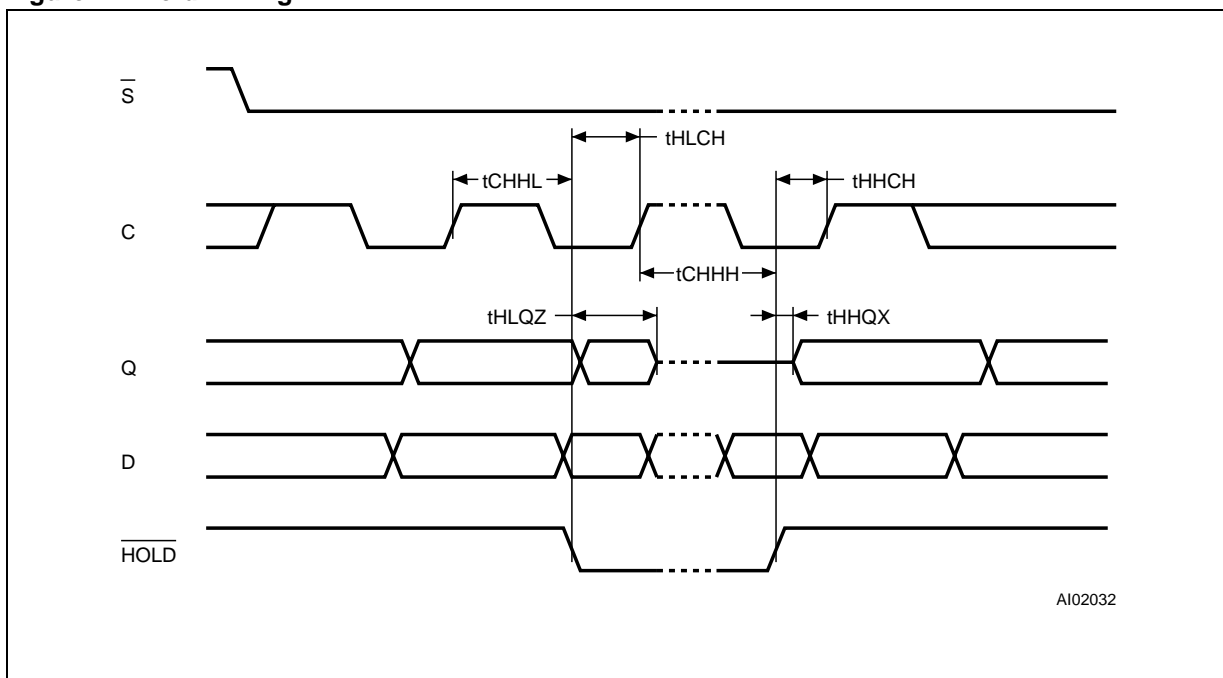 S
tHLCH
tCHHL
tHHCH
C
tCHHH
tHLQZ
tHHQX
Q
D
HOLD
AI02032